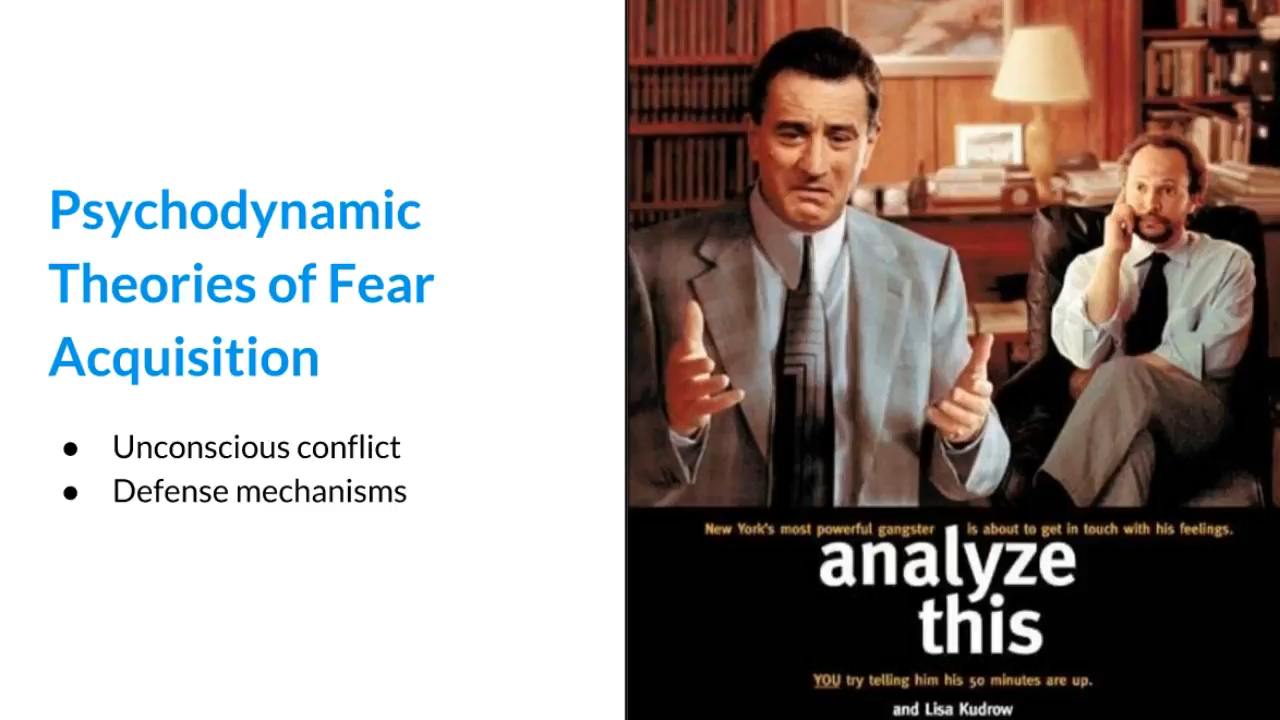 Psychodynamic
Theories of Fear
Acquisition
● Unconscious conflict
● Defense mechanisms
New York's most powerful gangster is about to get in touch with his feelings.
analyze
this
YOU try telling him his 50 minutes are up.
and Lisa Kudrow